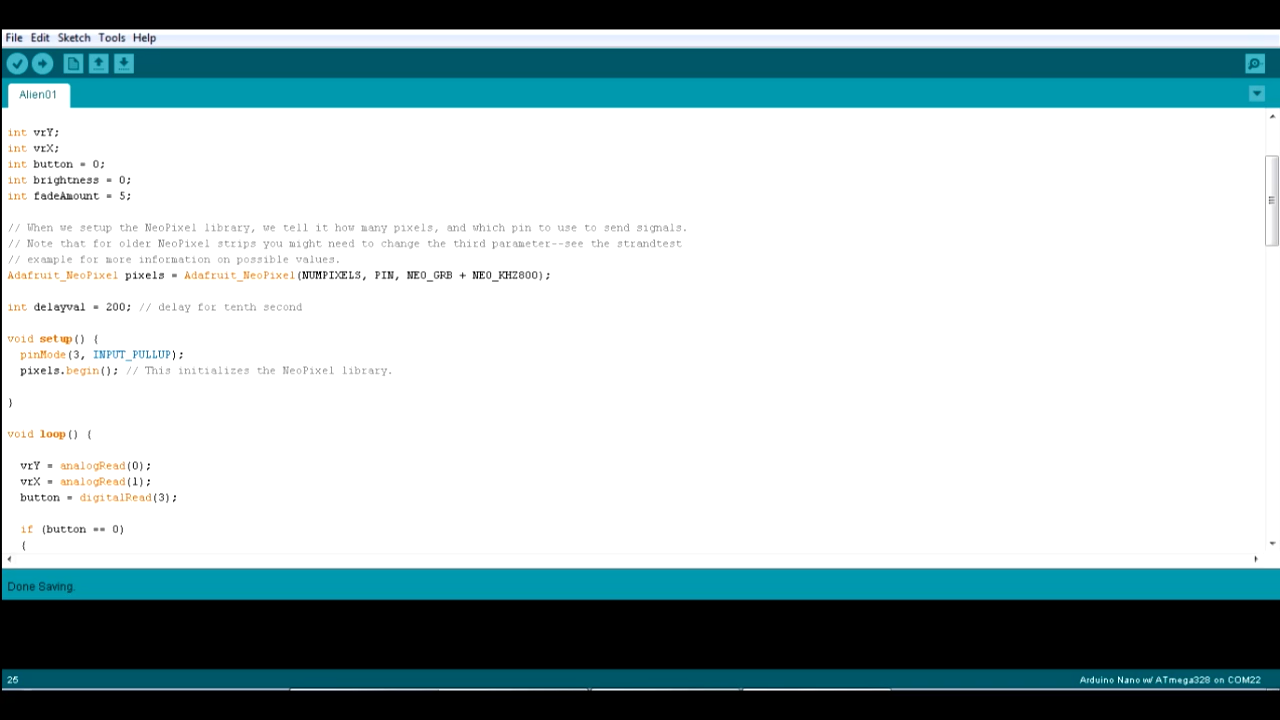 File Edit Sketch Tools Help
Alien01
int vrY;
int vrX;
int button = 0;
int brightness = 0;
int fadeAmount = 5;
// When we setup the NeoPixel library, we tell it how many pixels, and which pin to use to send signals.
// Note that for older NeoPixel strips you might need to change the third parameter--see the strandtest
// example for more information on possible values.
Adafruit_NeoPixel pixels = Adafruit_NeoPixel(NUMPIXELS, PIN, NEO_GRB + NEO_KHZ800);
int delayval = 200; // delay for tenth second
void setup() {
pinMode(3, INPUT_PULLUP);
pixels.begin(); // This initializes the NeoPixel library.
}
void loop() {
vrY = analogRead(0);
vrX = analogRead(1);
button = digitalRead(3);
if (button == 0)
{
Done Saving.
25 Arduino Nano w/ ATmega328 on COM22